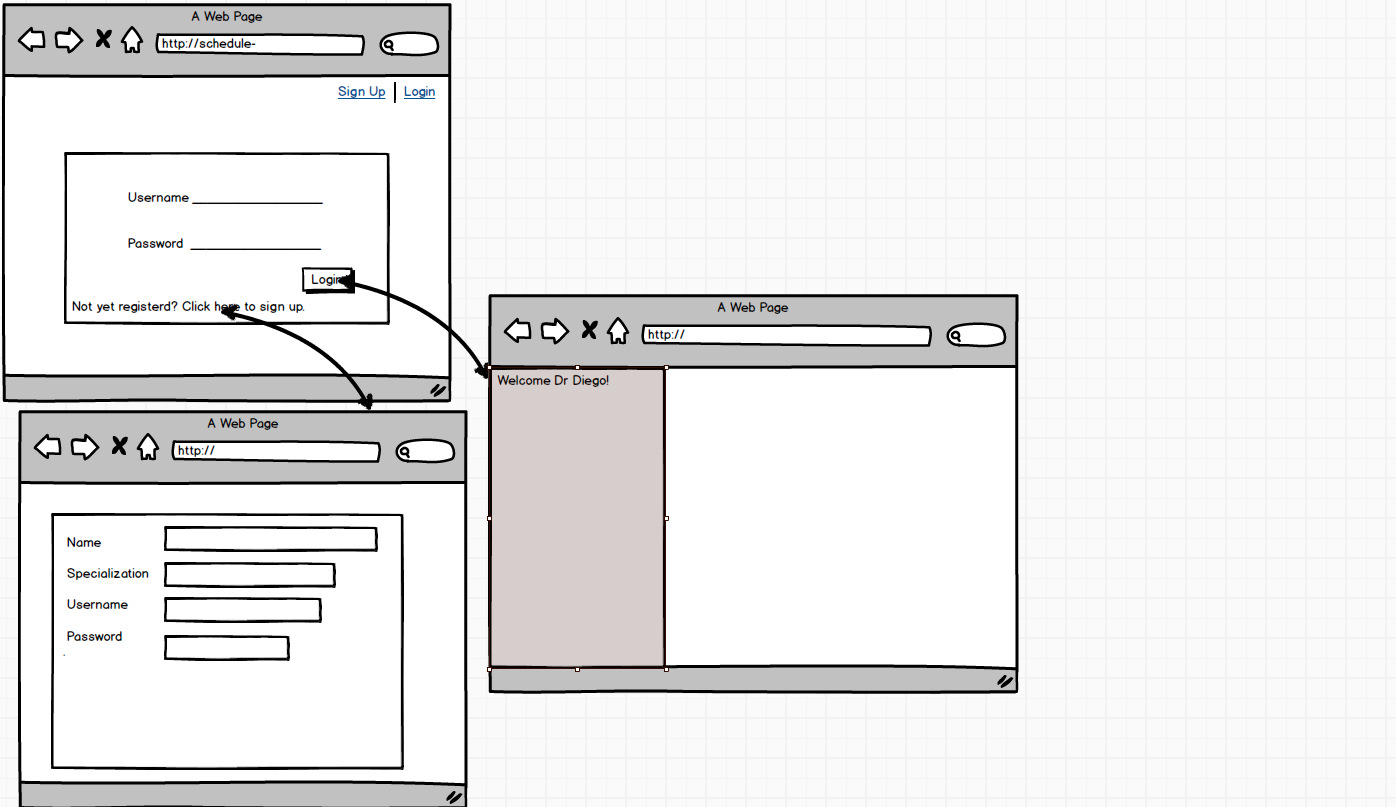 A Web Page
http://schedule-
Sign Up
Login
Username
Password
Login
Not yet registerd? Click here to sign up.
A Web Page
http://
Welcome Dr Diego!
A Web Page
http://
Name
Specialization
Username
Password